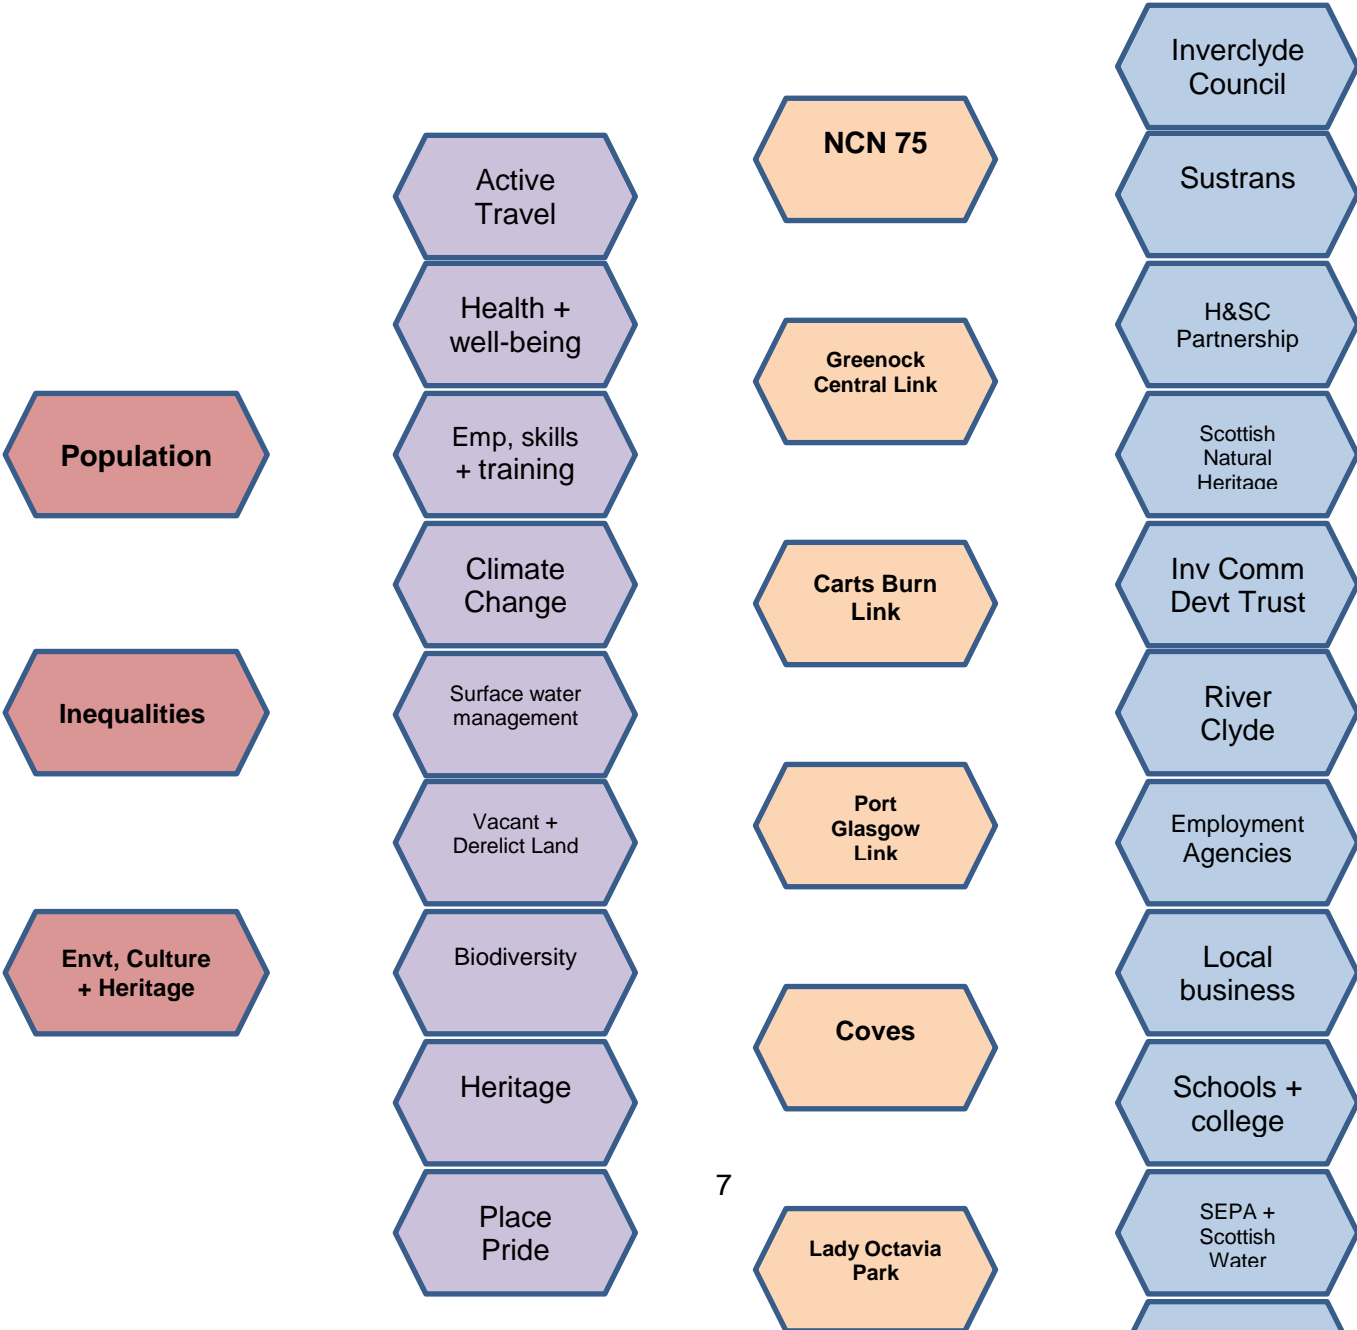 Population
Inequalities
Envt, Culture
+ Heritage
Active
Travel
Health +
well-being
Emp, skills
+ training
Climate
Change
Surface water
management
Vacant +
Derelict Land
Biodiversity
Heritage
Place
Pride
NCN 75
Greenock
Central Link
Carts Burn
Link
Port
Glasgow
Link
Coves
Lady Octavia
Park
Inverclyde
Council
Sustrans
H&SC
Partnership
Scottish
Natural
Heritage
Inv Comm
Devt Trust
River
Clyde
Employment
Agencies
Local
business
Schools +
college
SEPA +
Scottish
Water
7